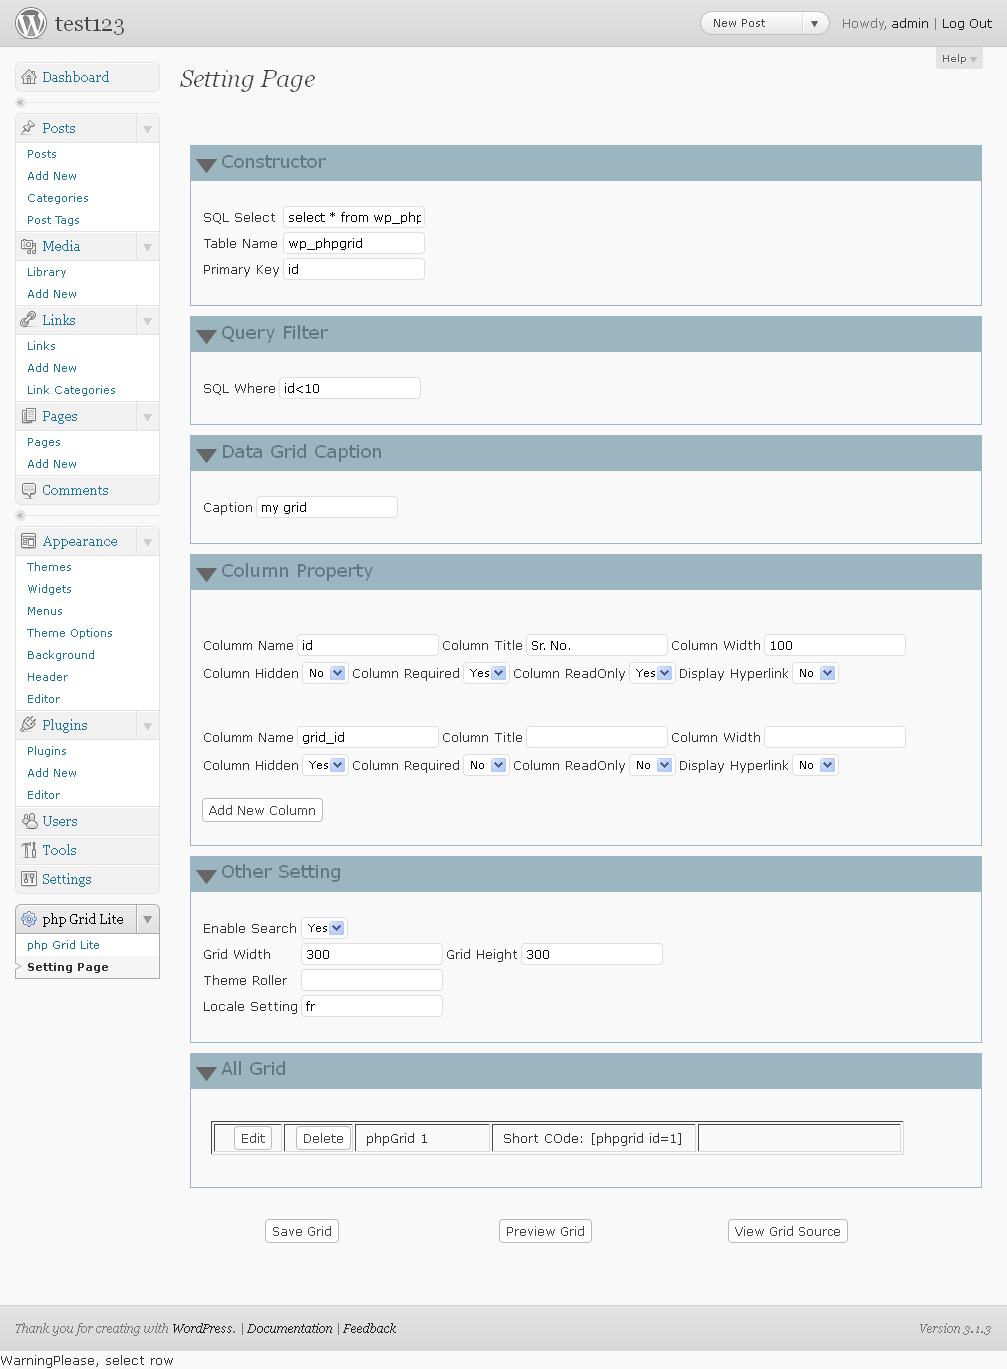 test123
New Post
Howdy, admin | Log Out
Help
Dashboard
Posts
Posts
Add New
Categories
Post Tags
Media
Library
Add New
Links
Links
Add New
Link Categories
Pages
Pages
Add New
Comments
Appearance
Themes
Widgets
Menus
Theme Options
Background
Header
Editor
Plugins
Plugins
Add New
Editor
Users
Tools
Settings
php Grid Lite
php Grid Lite
Setting Page
Setting Page
Constructor
SQL Select select * from wp_php
Table Name wp_phpgrid
Primary Key id
Query Filter
SQL Where id<10
Data Grid Caption
Caption my grid
Column Property
Columm Name id Column Title Sr. No. Column Width 100
Column Hidden No Column Required Yes Column ReadOnly Yes Display Hyperlink No
Columm Name grid_id Column Title Column Width
Column Hidden Yes Column Required No Column ReadOnly No Display Hyperlink No
Add New Column
Other Setting
Enable Search Yes
Grid Width 300 Grid Height 300
Theme Roller
Locale Setting fr
All Grid
Edit Delete phpGrid 1 Short COde: [phpgrid id=1]
Save Grid Preview Grid View Grid Source
Thank you for creating with WordPress. | Documentation | Feedback Version 3.1.3
WarningPlease, select row